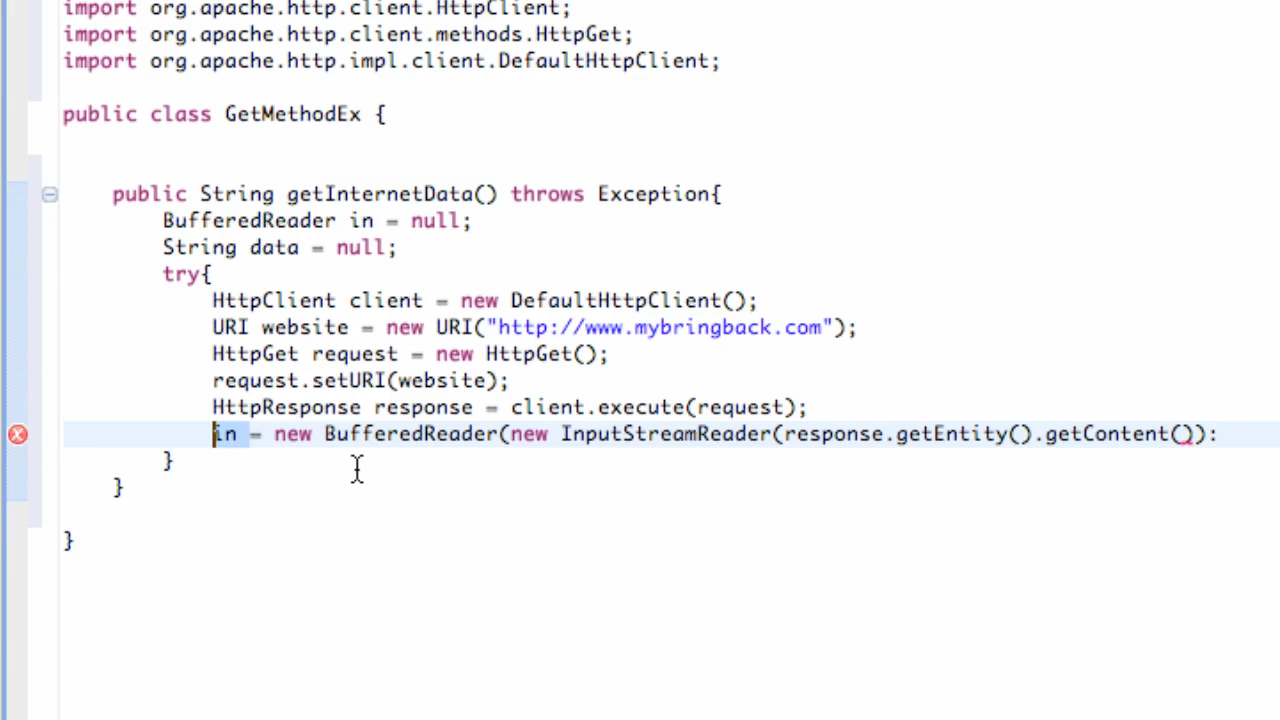 import org.apache.http.client.HttpClient;
import org.apache.http.client.methods.HttpGet;
import org.apache.http.impl.client.DefaultHttpClient;
public class GetMethodEx {
public String getInternetData() throws Exception{
BufferedReader in = null;
String data = null;
try{
HttpClient client = new DefaultHttpClient();
URI website = new URI("http://www.mybringback.com");
HttpGet request = new HttpGet();
request.setURI(website);
HttpResponse response = client.execute(request);
in = new BufferedReader(new InputStreamReader(response.getEntity().getContent()):
}
}
}